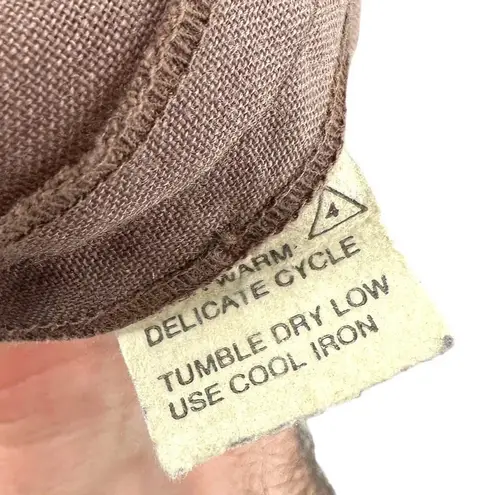 4
WARM.
DELICATE CYCLE
TUMBLE DRY LOW
USE COOL IRON